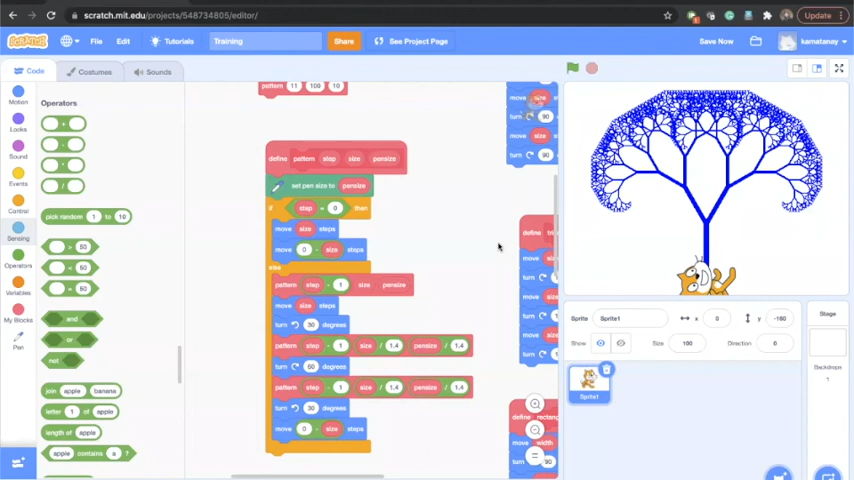 scratch.mit.edu/projects/548734805/editor/
Update
SCRATCH File Edit Tutorials Training Share See Project Page Save Now kamatanay
Code Costumes Sounds
Motion
Looks
Sound
Events
Control
Sensing
Operators
Variables
My Blocks
Pen
Operators
+
-
*
/
pick random 1 to 10
> 50
< 50
= 50
and
or
not
join apple banana
letter 1 of apple
length of apple
apple contains a ?
pattern 11 100 10
define pattern step size pensize
set pen size to pensize
if step = 0 then
move size steps
move 0 - size steps
else
pattern step - 1 size pensize
move size steps
turn 30 degrees
pattern step - 1 size / 1.4 pensize / 1.4
turn 60 degrees
pattern step - 1 size / 1.4 pensize / 1.4
turn 30 degrees
move 0 - size steps
move size
turn 90
move size
turn 90
define
move
turn
move
turn
move
turn
define
move width
turn 90
Sprite Sprite1 x 0 y -160
Show Size 100 Direction 0
Sprite1
Stage
Backdrops
1